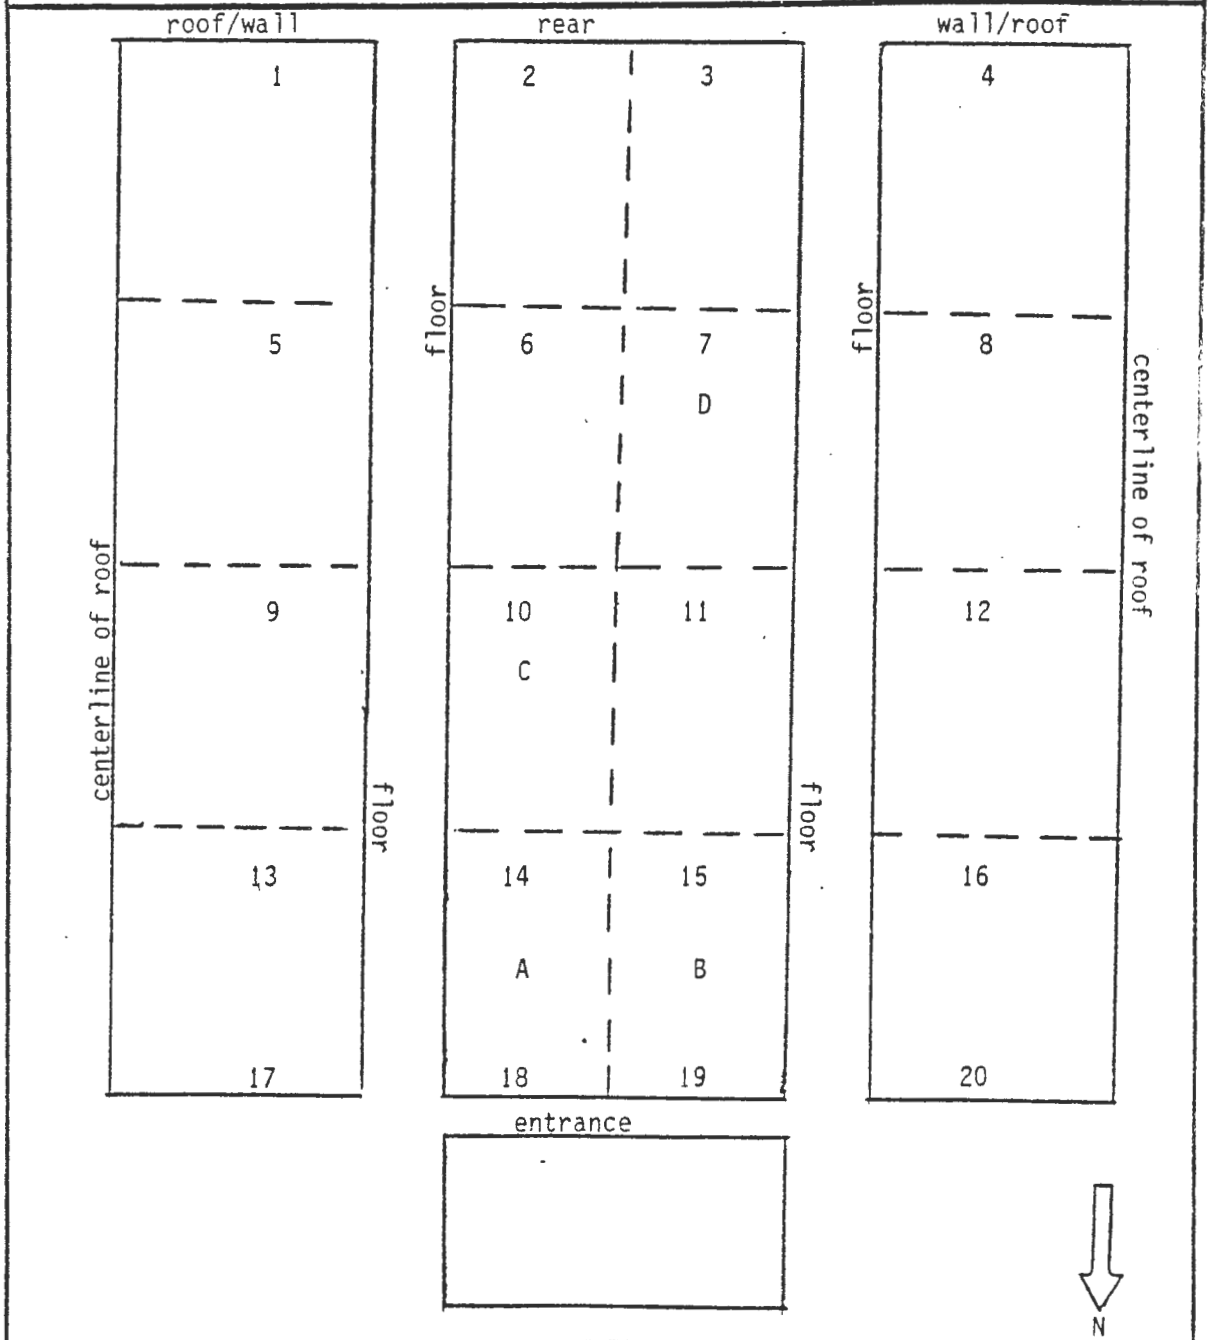 roof/wall rear wall/roof
1 2 3 4
floor floor
5 6 7 8
D
centerline of roof
centerline of roof
9 10 11 12
C
floor floor
13 14 15 16
A B
17 18 19 20
entrance
N